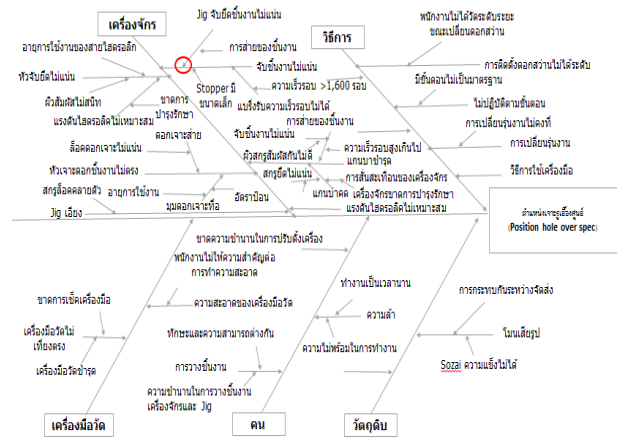 Jig จับยึดชิ้นงานไม่แน่น
เครื่องจักร
การส่ายของชิ้นงาน
อายุการใช้งานของสายไฮดรอลิก
จับชิ้นงานไม่แน่น
หัวจับยึดไม่แน่น
ความเร็วรอบ >1,600 รอบ
Stopper มี
ขนาดเล็ก
ผิวสัมผัสไม่สนิท
ขาดการ
บำรุงรักษา
แบริ่งรับความเร็วรอบไม่ได้
แรงดันไฮดรอลิคไม่เหมาะสม
การส่ายของชิ้นงาน
ดอกเจาะส่าย
จับชิ้นงานไม่แน่น
ล็อคดอกเจาะไม่แน่น
ความเร็วรอบสูงเกินไป
ผิวสกรูสัมผัสกันไม่ดี
แกนบาชำรุด
หัวเจาะดอกชิ้นงานไม่ตรง
สกรูยึดไม่แน่น
การสั่นสะเทือนของเครื่องจักร
สกรูล็อคคลายตัว
อายุการใช้งาน
อัตราป้อน
แกนบาคด
เครื่องจักรขาดการบำรุงรักษา
Jig เอียง
มุมดอกเจาะทื่อ
แรงดันไฮดรอลิคไม่เหมาะสม
วิธีการ
พนักงานไม่ได้วัดระดับระยะ
ขณะเปลี่ยนดอกสว่าน
การติดตั้งดอกสว่านไม่ได้ระดับ
มีขั้นตอนไม่เป็นมาตรฐาน
ไม่ปฏิบัติตามขั้นตอน
การเปลี่ยนรุ่นงานไม่คงที่
การเปลี่ยนรุ่นงาน
วิธีการใช้เครื่องมือ
ตำแหน่งเจาะรูเยื้องศูนย์
(Position hole over spec)
พนักงานไม่ให้ความสำคัญต่อ
การทำความสะอาด
ความสะอาดของเครื่องมือวัด
ขาดการเช็ดเครื่องมือ
เครื่องมือวัดไม่
เที่ยงตรง
เครื่องมือวัดชำรุด
เครื่องมือวัด
ขาดความชำนานในการปรับตั้งเครื่อง
ทำงานเป็นเวลานาน
ความล้า
ทักษะและความสามารถต่างกัน
ความไม่พร้อมในการทำงาน
การวางชิ้นงาน
ความชำนานในการวางชิ้นงาน
เครื่องจักรและ Jig
คน
การกระทบกันระหว่างจัดส่ง
โมนเสียรูป
Sozai ความแข็งไม่ได้
วัตถุดิบ